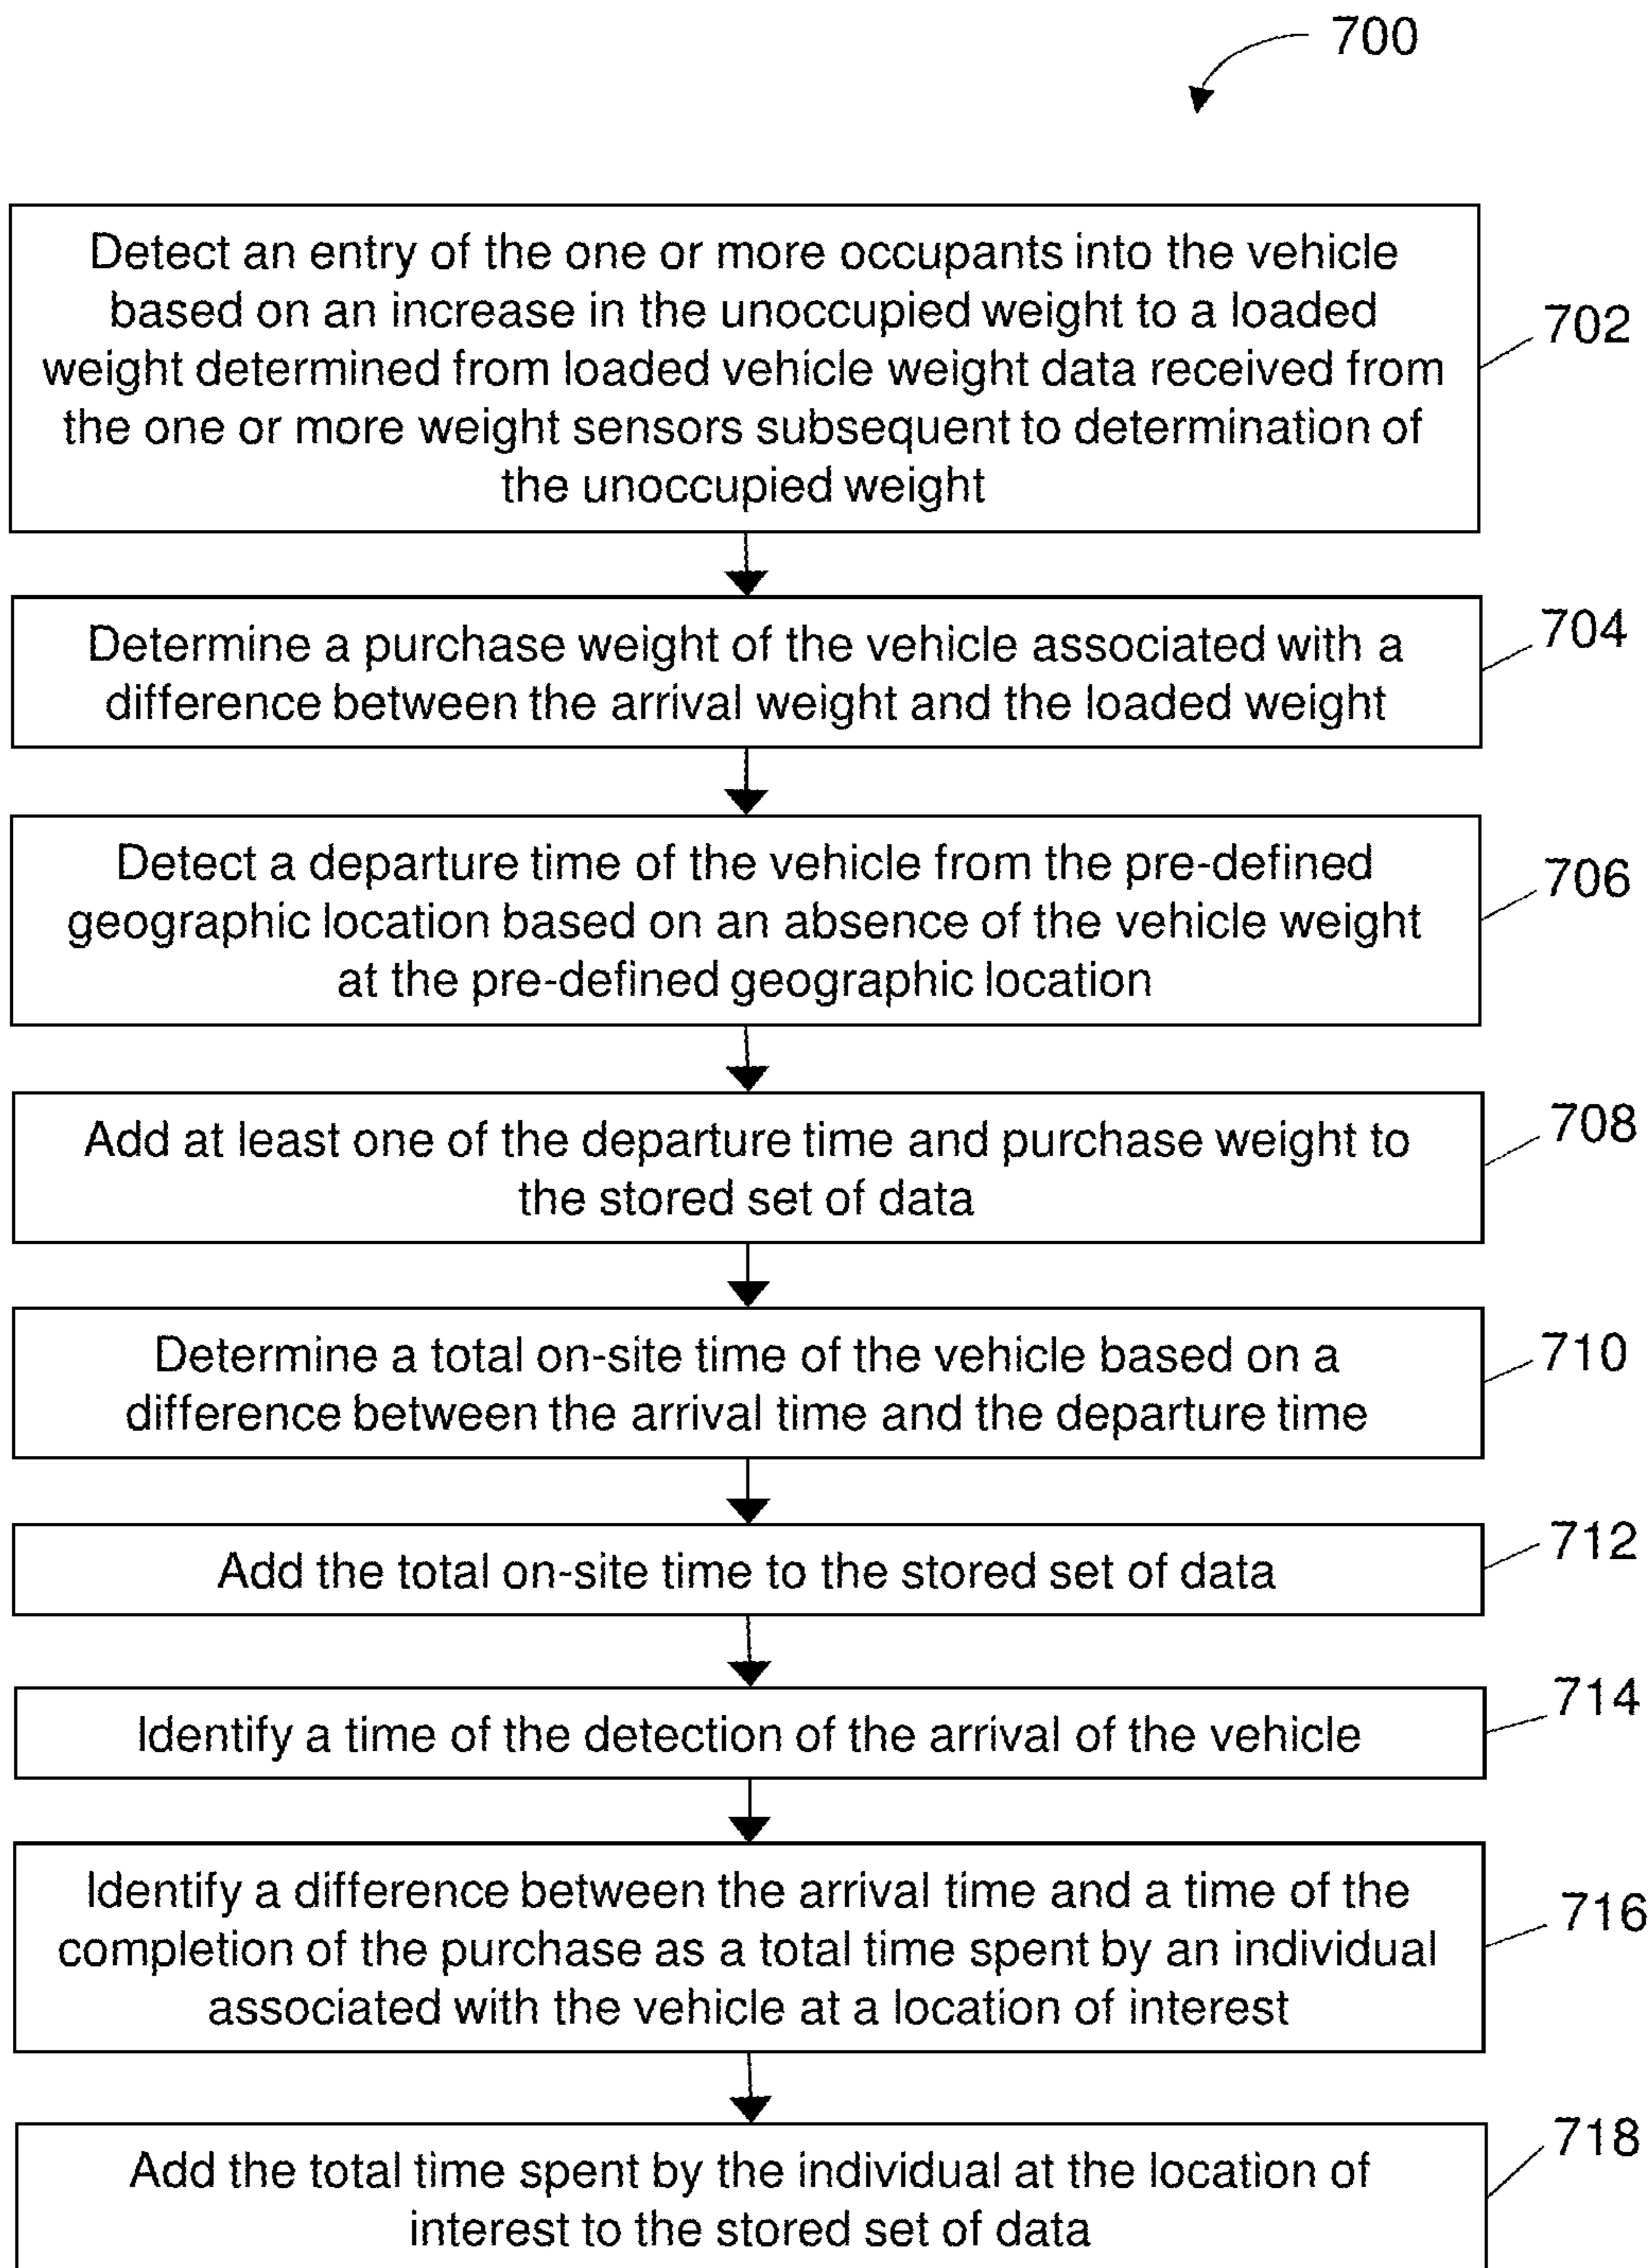 700
Detect an entry of the one or more occupants into the vehicle
based on an increase in the unoccupied weight to a loaded
weight determined from loaded vehicle weight data received from
the one or more weight sensors subsequent to determination of
the unoccupied weight
702
Determine a purchase weight of the vehicle associated with a
difference between the arrival weight and the loaded weight
704
Detect a departure time of the vehicle from the pre-defined
geographic location based on an absence of the vehicle weight
at the pre-defined geographic location
706
Add at least one of the departure time and purchase weight to
the stored set of data
708
Determine a total on-site time of the vehicle based on a
difference between the arrival time and the departure time
710
Add the total on-site time to the stored set of data
712
Identify a time of the detection of the arrival of the vehicle
714
Identify a difference between the arrival time and a time of the
completion of the purchase as a total time spent by an individual
associated with the vehicle at a location of interest
716
Add the total time spent by the individual at the location of
interest to the stored set of data
718